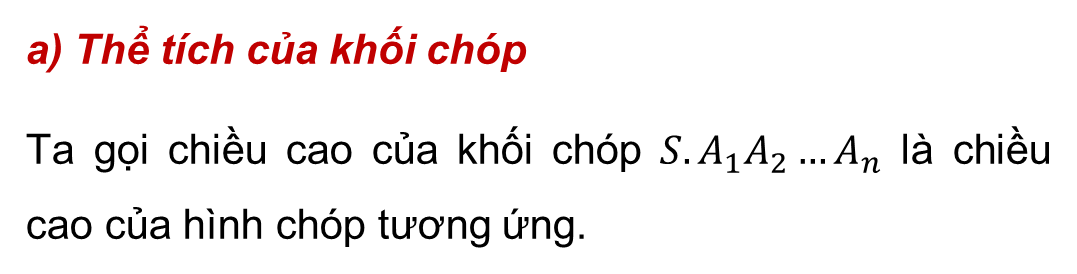 a) Thể tích của khối chóp
Ta gọi chiều cao của khối chóp S.A₁A₂ ... Aₙ là chiều
cao của hình chóp tương ứng.